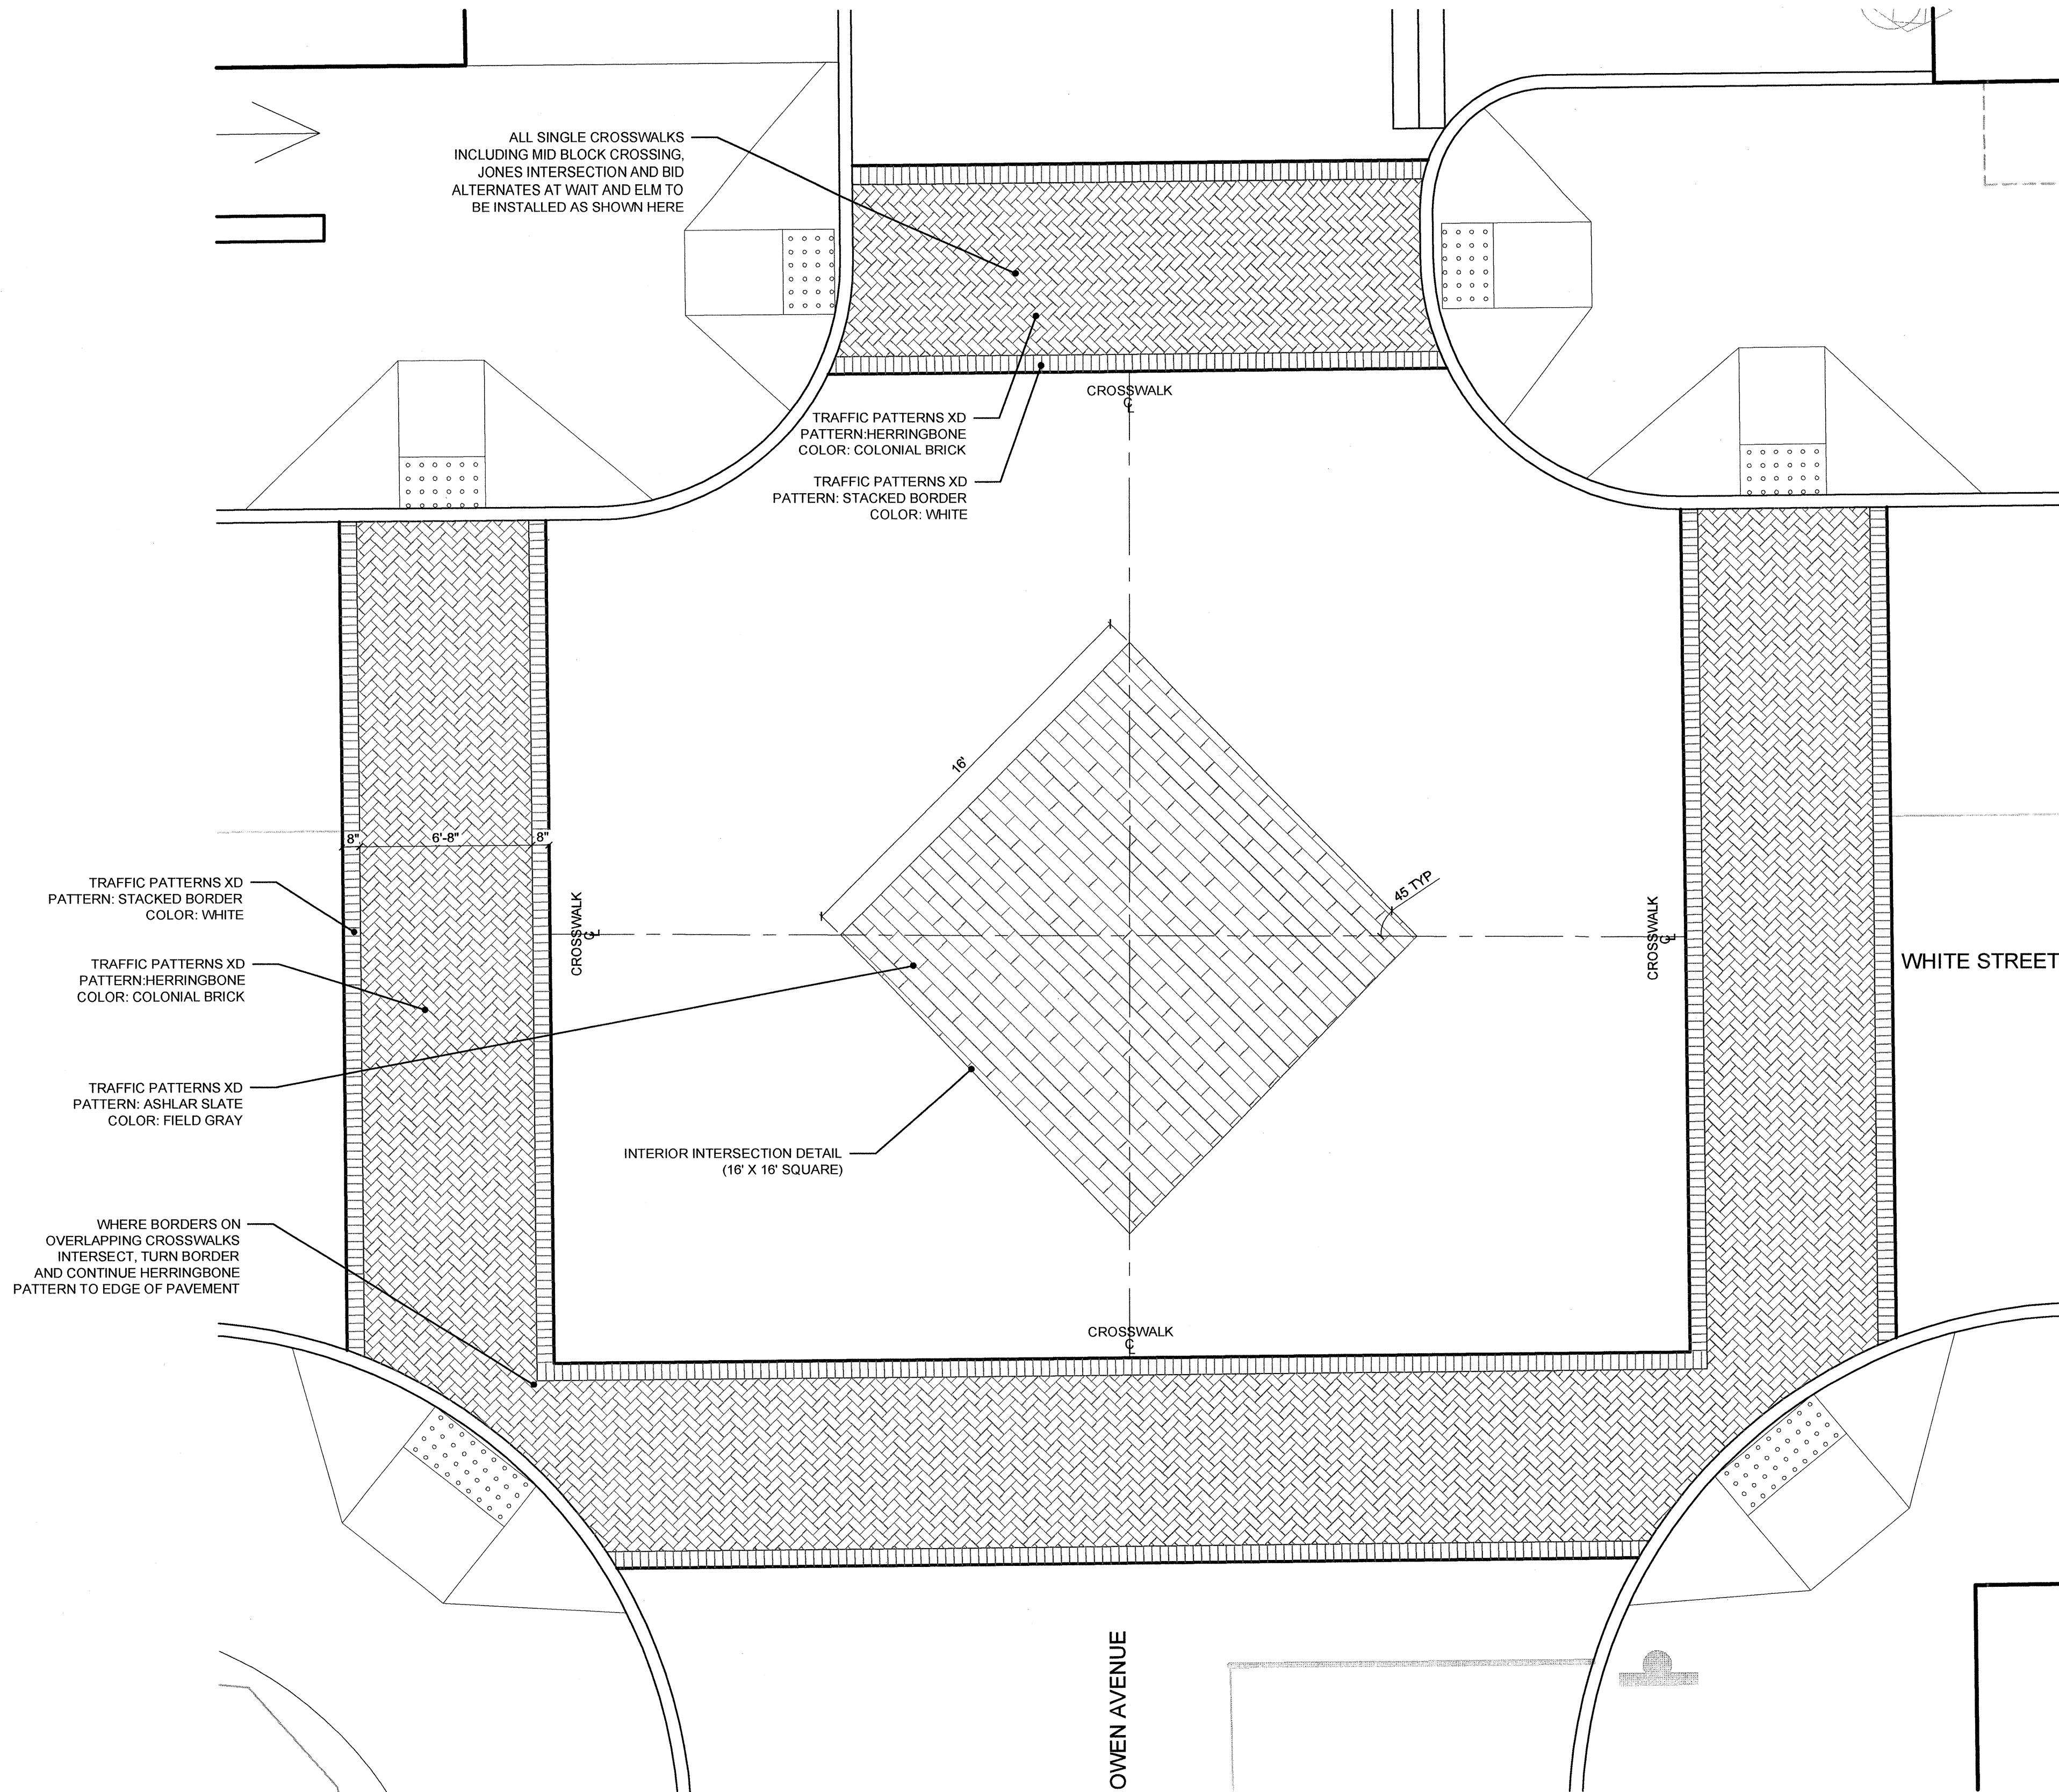 ALL SINGLE CROSSWALKS
INCLUDING MID BLOCK CROSSING,
JONES INTERSECTION AND BID
ALTERNATES AT WAIT AND ELM TO
BE INSTALLED AS SHOWN HERE
CROSSWALK
CL
TRAFFIC PATTERNS XD
PATTERN:HERRINGBONE
COLOR: COLONIAL BRICK
TRAFFIC PATTERNS XD
PATTERN: STACKED BORDER
COLOR: WHITE
16'
8"
6'-8"
8"
45 TYP
TRAFFIC PATTERNS XD
PATTERN: STACKED BORDER
COLOR: WHITE
CROSSWALK
CL
CROSSWALK
CL
WHITE STREET
TRAFFIC PATTERNS XD
PATTERN:HERRINGBONE
COLOR: COLONIAL BRICK
TRAFFIC PATTERNS XD
PATTERN: ASHLAR SLATE
COLOR: FIELD GRAY
INTERIOR INTERSECTION DETAIL
(16' X 16' SQUARE)
WHERE BORDERS ON
OVERLAPPING CROSSWALKS
INTERSECT, TURN BORDER
AND CONTINUE HERRINGBONE
PATTERN TO EDGE OF PAVEMENT
CROSSWALK
CL
OWEN AVENUE